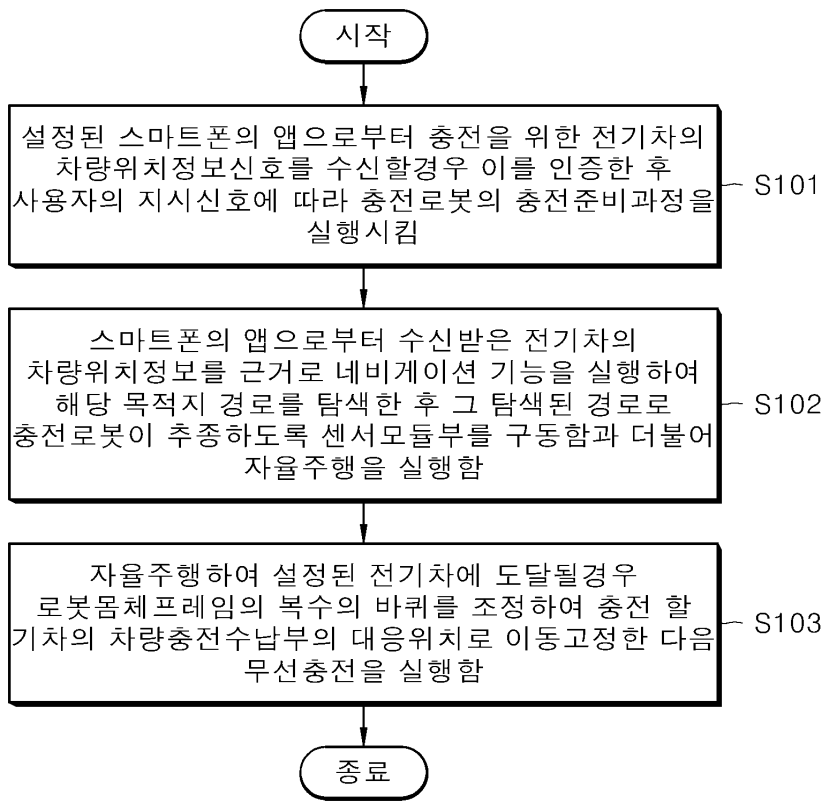 시작
설정된 스마트폰의 앱으로부터 충전을 위한 전기차의
차량위치정보신호를 수신할경우 이를 인증한 후
사용자의 지시신호에 따라 충전로봇의 충전준비과정을
실행시킴
S101
스마트폰의 앱으로부터 수신받은 전기차의
차량위치정보를 근거로 네비게이션 기능을 실행하여
해당 목적지 경로를 탐색한 후 그 탐색된 경로로
충전로봇이 추종하도록 센서모듈부를 구동함과 더불어
자율주행을 실행함
S102
자율주행하여 설정된 전기차에 도달될경우
로봇몸체프레임의 복수의 바퀴를 조정하여 충전 할
기차의 차량충전수납부의 대응위치로 이동고정한 다음
무선충전을 실행함
S103
종료